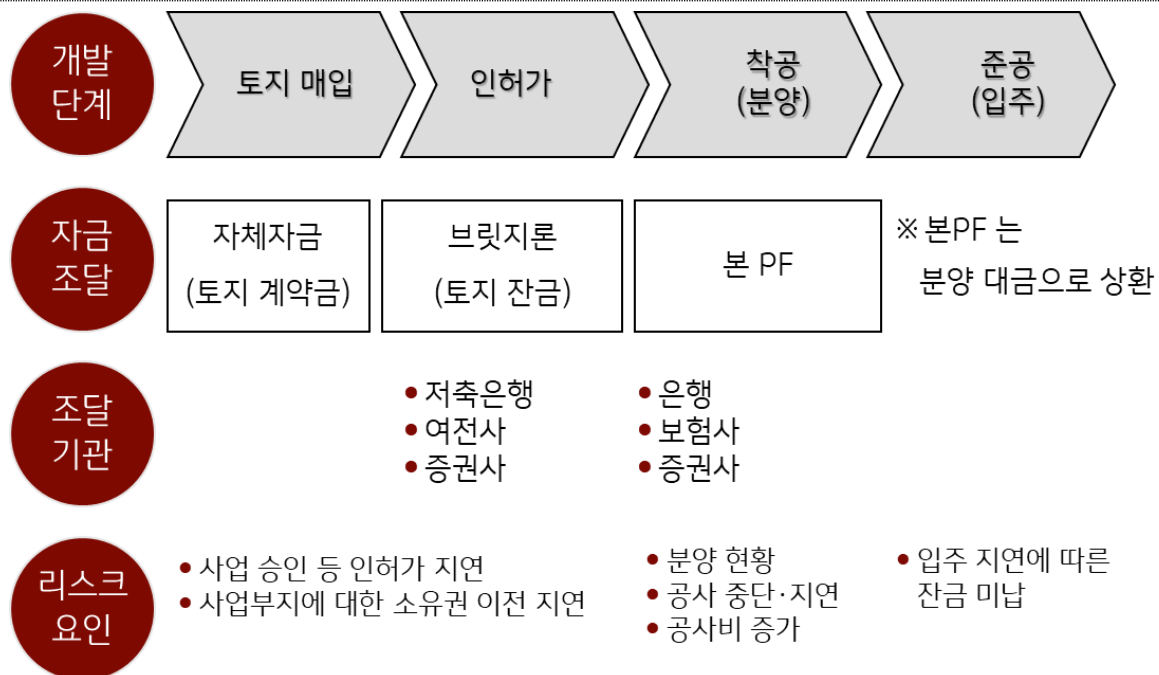 개발
단계
토지 매입
인허가
착공
(분양)
준공
(입주)
자금
조달
자체자금
(토지 계약금)
브릿지론
(토지 잔금)
본 PF
※ 본PF 는
분양 대금으로 상환
조달
기관
• 저축은행
• 여전사
• 증권사
• 은행
• 보험사
• 증권사
리스크
요인
• 사업 승인 등 인허가 지연
• 사업부지에 대한 소유권 이전 지연
• 분양 현황
• 공사 중단·지연
• 공사비 증가
• 입주 지연에 따른
잔금 미납